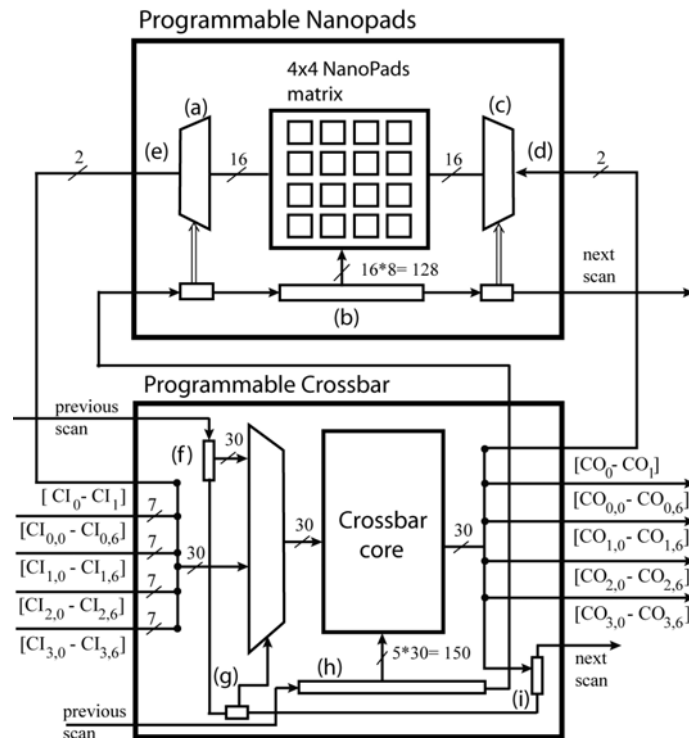 Programmable Nanopads
4x4 NanoPads
matrix
(a)
(c)
(e)
(d)
2
16
16
2
16*8= 128
next
scan
(b)
Programmable Crossbar
previous
scan
(f)
30
[ CI0 - CI1]
7
[CI0,0 - CI0,6]
7
[CI1,0 - CI1,6]
7
[CI2,0 - CI2,6]
7
[CI3,0 - CI3,6]
30
30
Crossbar
core
30
[CO0 - CO1]
[CO0,0 - CO0,6]
[CO1,0 - CO1,6]
[CO2,0 - CO2,6]
[CO3,0 - CO3,6]
5*30= 150
(g)
(h)
(i)
next
scan
previous
scan